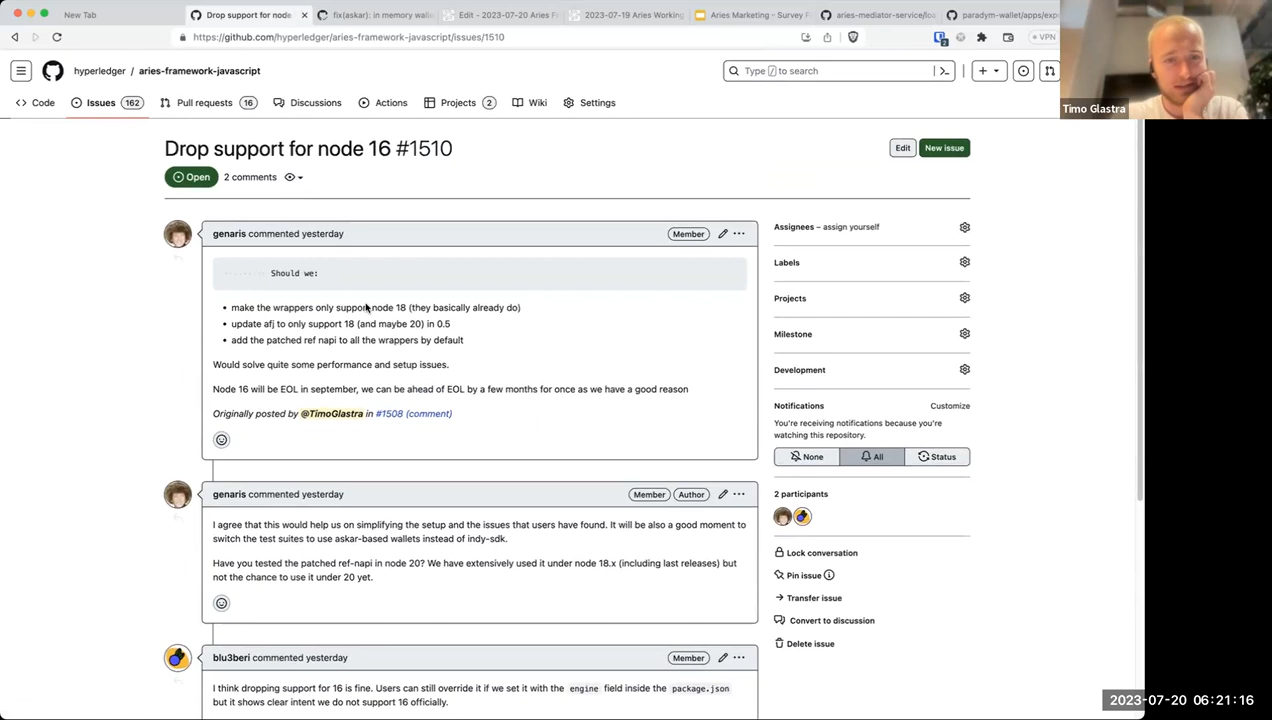 New Tab
Drop support for node 16
fix(askar): in memory walle
Edit - 2023-07-20 Aries Fr
2023-07-19 Aries Working
Aries Marketing – Survey F
aries-mediator-service/loa
paradym-wallet/apps/expo
https://github.com/hyperledger/aries-framework-javascript/issues/1510
2
VPN
hyperledger / aries-framework-javascript
Type / to search
Code
Issues 162
Pull requests 16
Discussions
Actions
Projects 2
Wiki
Settings
Timo Glastra
Drop support for node 16 #1510
Edit
New issue
Open
2 comments
genaris commented yesterday
Member
Should we:
• make the wrappers only support node 18 (they basically already do)
• update afj to only support 18 (and maybe 20) in 0.5
• add the patched ref napi to all the wrappers by default
Would solve quite some performance and setup issues.
Node 16 will be EOL in september, we can be ahead of EOL by a few months for once as we have a good reason
Originally posted by @TimoGlastra in #1508 (comment)
genaris commented yesterday
Member
Author
I agree that this would help us on simplifying the setup and the issues that users have found. It will be also a good moment to
switch the test suites to use askar-based wallets instead of indy-sdk.
Have you tested the patched ref-napi in node 20? We have extensively used it under node 18.x (including last releases) but
not the chance to use it under 20 yet.
blu3beri commented yesterday
Member
I think dropping support for 16 is fine. Users can still override it if we set it with the engine field inside the package.json
but it shows clear intent we do not support 16 officially.
Assignees – assign yourself
Labels
Projects
Milestone
Development
Notifications
Customize
You're receiving notifications because you're
watching this repository.
None
All
Status
2 participants
Lock conversation
Pin issue
Transfer issue
Convert to discussion
Delete issue
2023-07-20 06:21:16